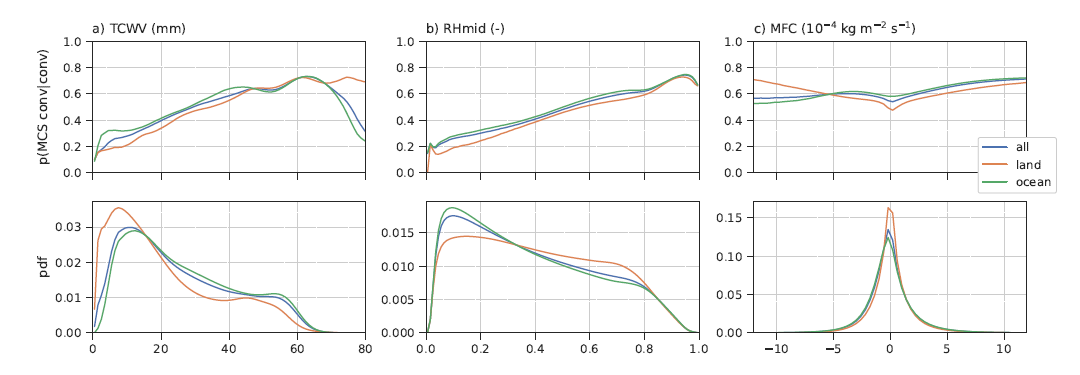 a) TCWV (mm)
b) RHmid (-)
c) MFC (10⁻⁴ kg m⁻² s⁻¹)
p(MCS conv|conv)
1.0
0.8
0.6
0.4
0.2
0.0
1.0
0.8
0.6
0.4
0.2
0.0
1.0
0.8
0.6
0.4
0.2
0.0
all
land
ocean
pdf
0.03
0.02
0.01
0.00
0 20 40 60 80
0.015
0.010
0.005
0.000
0.0 0.2 0.4 0.6 0.8 1.0
0.15
0.10
0.05
0.00
−10 −5 0 5 10